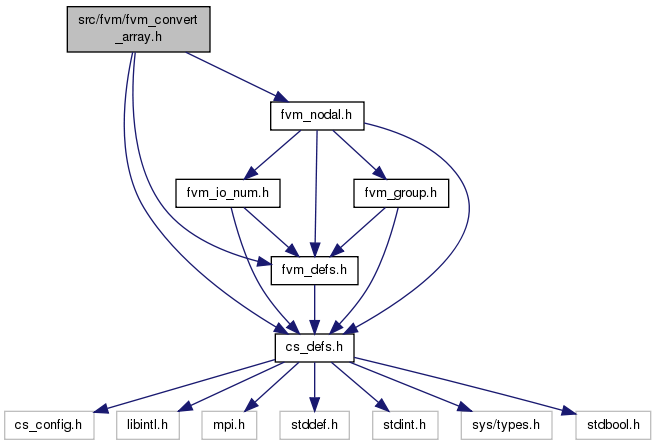 src/fvm/fvm_convert
_array.h
fvm_nodal.h
fvm_io_num.h
fvm_group.h
fvm_defs.h
cs_defs.h
cs_config.h
libintl.h
mpi.h
stddef.h
stdint.h
sys/types.h
stdbool.h